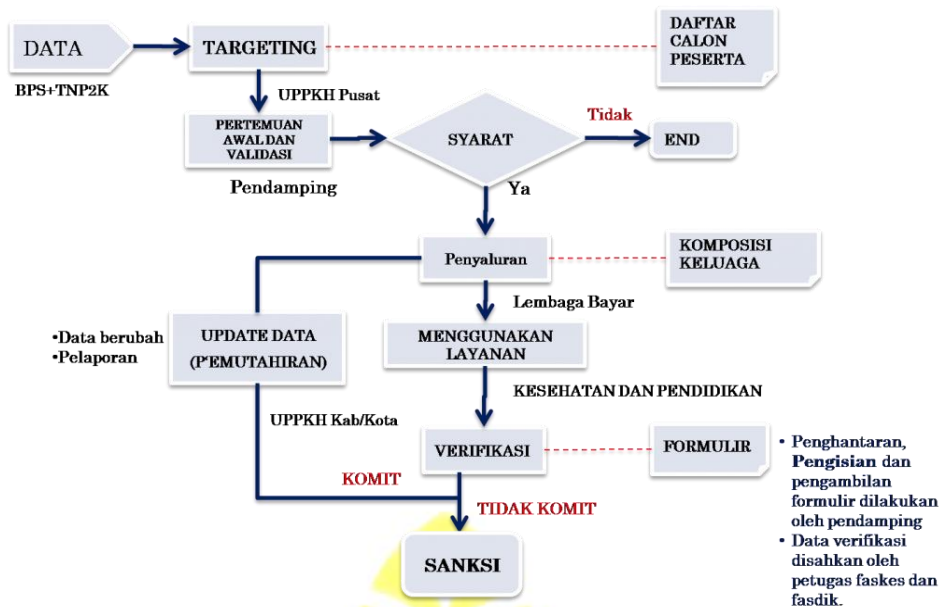 DATA
TARGETING
DAFTAR
CALON
PESERTA
BPS+TNP2K
UPPKH Pusat
PERTEMUAN
AWAL DAN
VALIDASI
SYARAT
Tidak
END
Pendamping
Ya
Penyaluran
KOMPOSISI
KELUAGA
Lembaga Bayar
•Data berubah
•Pelaporan
UPDATE DATA
(P'EMUTAHIRAN)
MENGGUNAKAN
LAYANAN
KESEHATAN DAN PENDIDIKAN
UPPKH Kab/Kota
VERIFIKASI
FORMULIR
KOMIT
TIDAK KOMIT
SANKSI
• Penghantaran,
Pengisian dan
pengambilan
formulir dilakukan
oleh pendamping
• Data verifikasi
disahkan oleh
petugas faskes dan
fasdik.